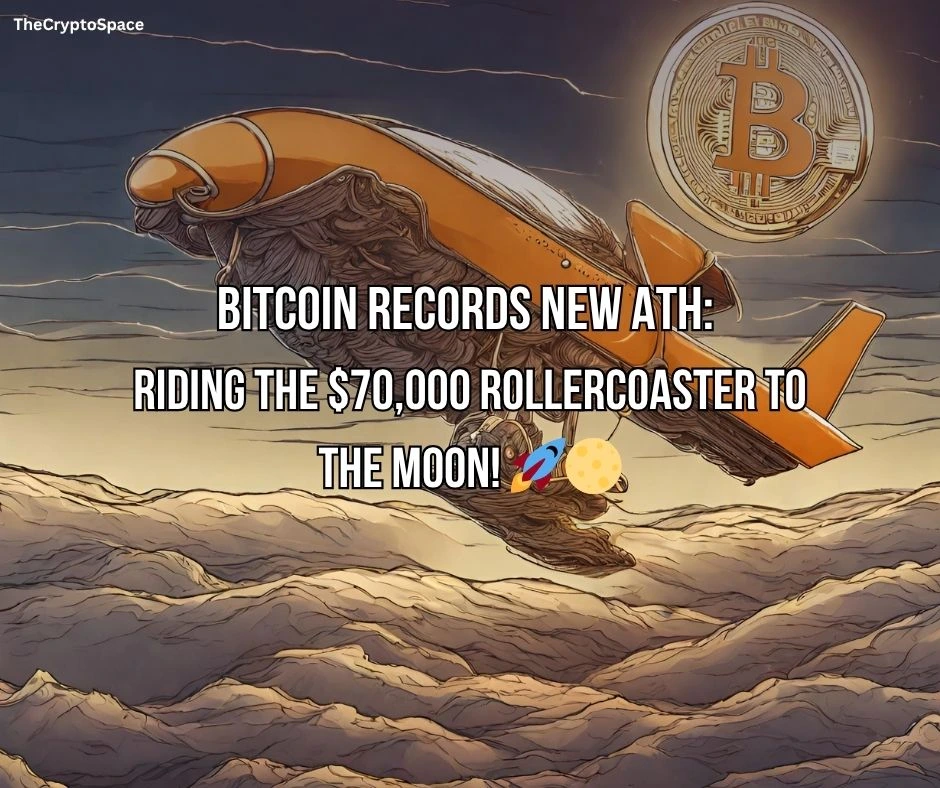 TheCryptoSpace
BITCOIN RECORDS NEW ATH:
RIDING THE $70,000 ROLLERCOASTER TO
THE MOON! 🚀🌕